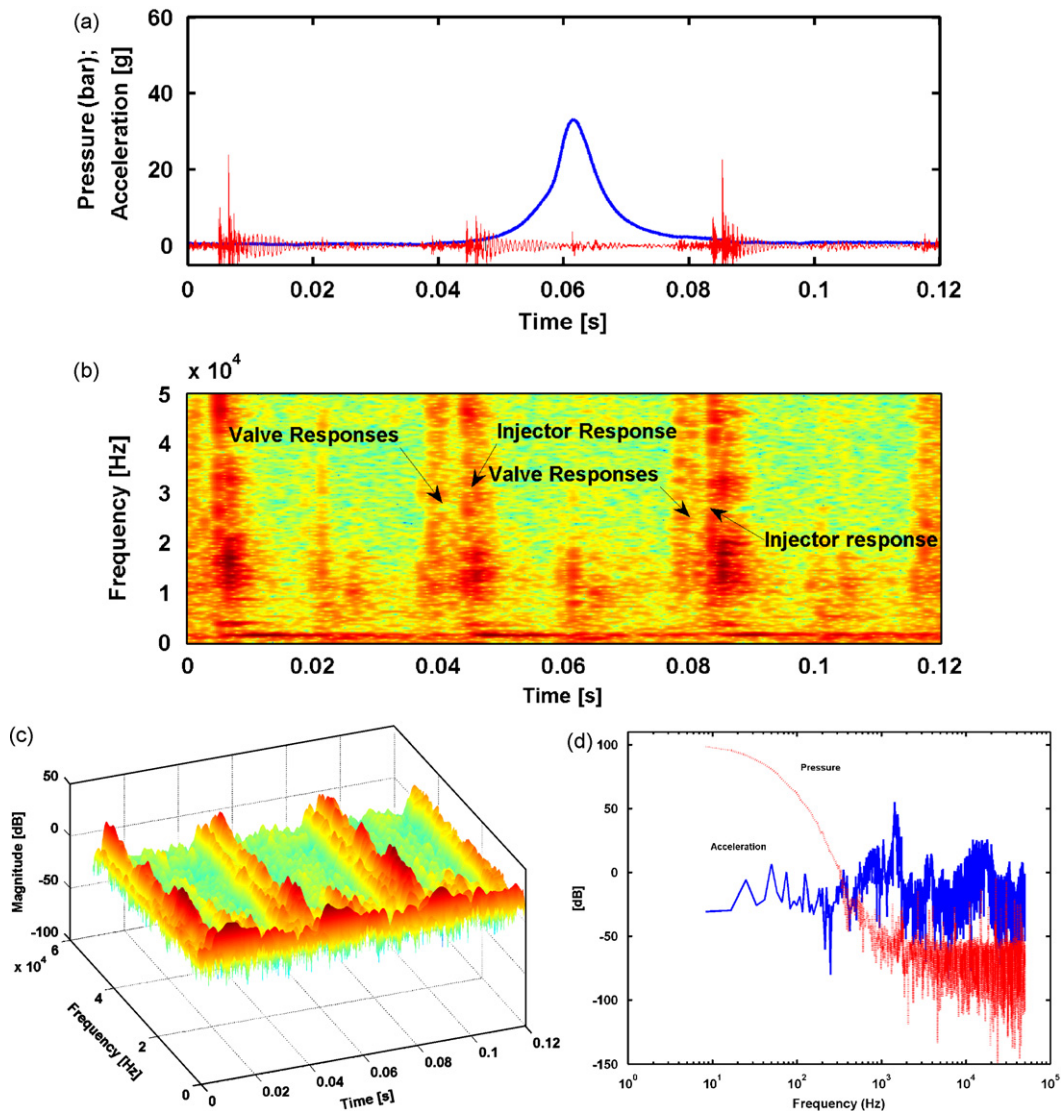 (a)
Pressure (bar);
Acceleration [g]
60
40
20
0
0 0.02 0.04 0.06 0.08 0.1 0.12
Time [s]
(b)
x 10^4
Frequency [Hz]
5
4
3
2
1
0
Valve Responses
Injector Response
Valve Responses
Injector response
0 0.02 0.04 0.06 0.08 0.1 0.12
Time [s]
(c)
Magnitude [dB]
50
0
-50
-100
6
x 10^4
4
2
0
Frequency [Hz]
0
0.02
0.04
0.06
0.08
0.1
0.12
Time [s]
(d)
[dB]
100
50
0
-50
-100
-150
Pressure
Acceleration
10^0 10^1 10^2 10^3 10^4 10^5
Frequency (Hz)